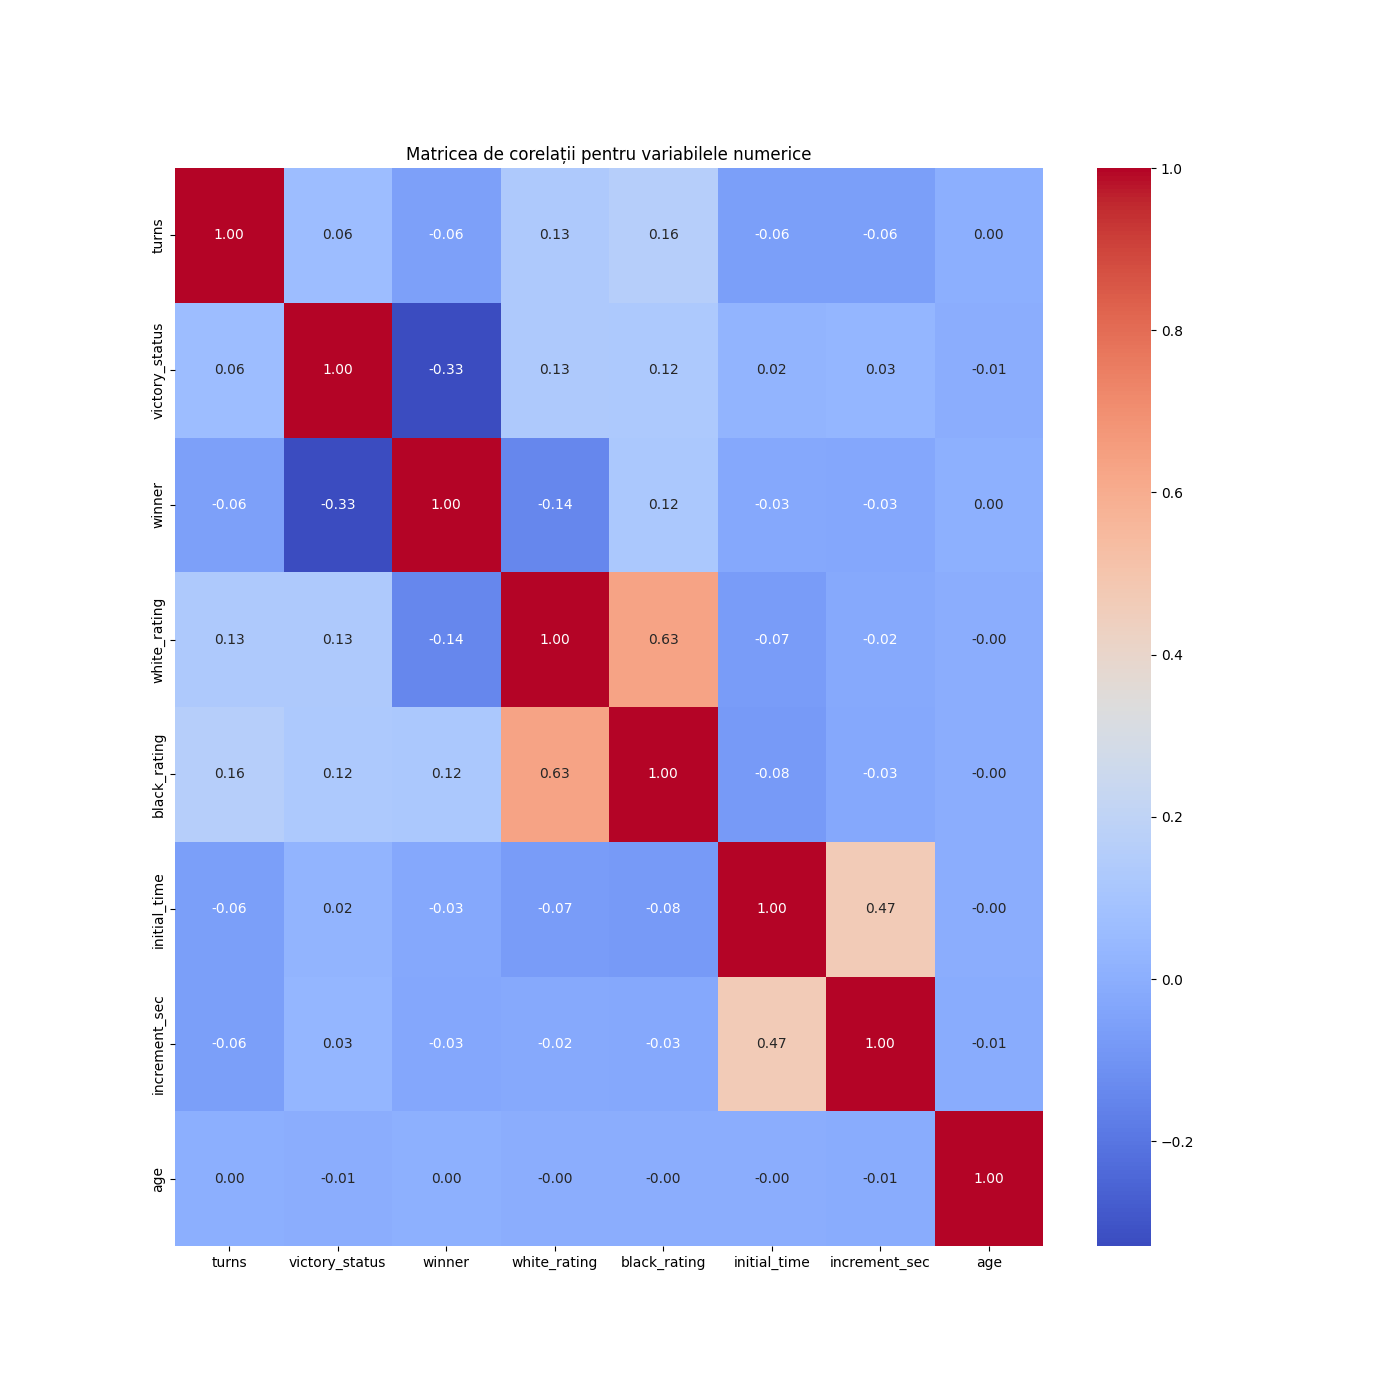 Matricea de corelații pentru variabilele numerice
turns 1.00 0.06 -0.06 0.13 0.16 -0.06 -0.06 0.00
victory_status 0.06 1.00 -0.33 0.13 0.12 0.02 0.03 -0.01
winner -0.06 -0.33 1.00 -0.14 0.12 -0.03 -0.03 0.00
white_rating 0.13 0.13 -0.14 1.00 0.63 -0.07 -0.02 -0.00
black_rating 0.16 0.12 0.12 0.63 1.00 -0.08 -0.03 -0.00
initial_time -0.06 0.02 -0.03 -0.07 -0.08 1.00 0.47 -0.00
increment_sec -0.06 0.03 -0.03 -0.02 -0.03 0.47 1.00 -0.01
age 0.00 -0.01 0.00 -0.00 -0.00 -0.00 -0.01 1.00
turns victory_status winner white_rating black_rating initial_time increment_sec age
1.0
0.8
0.6
0.4
0.2
0.0
−0.2